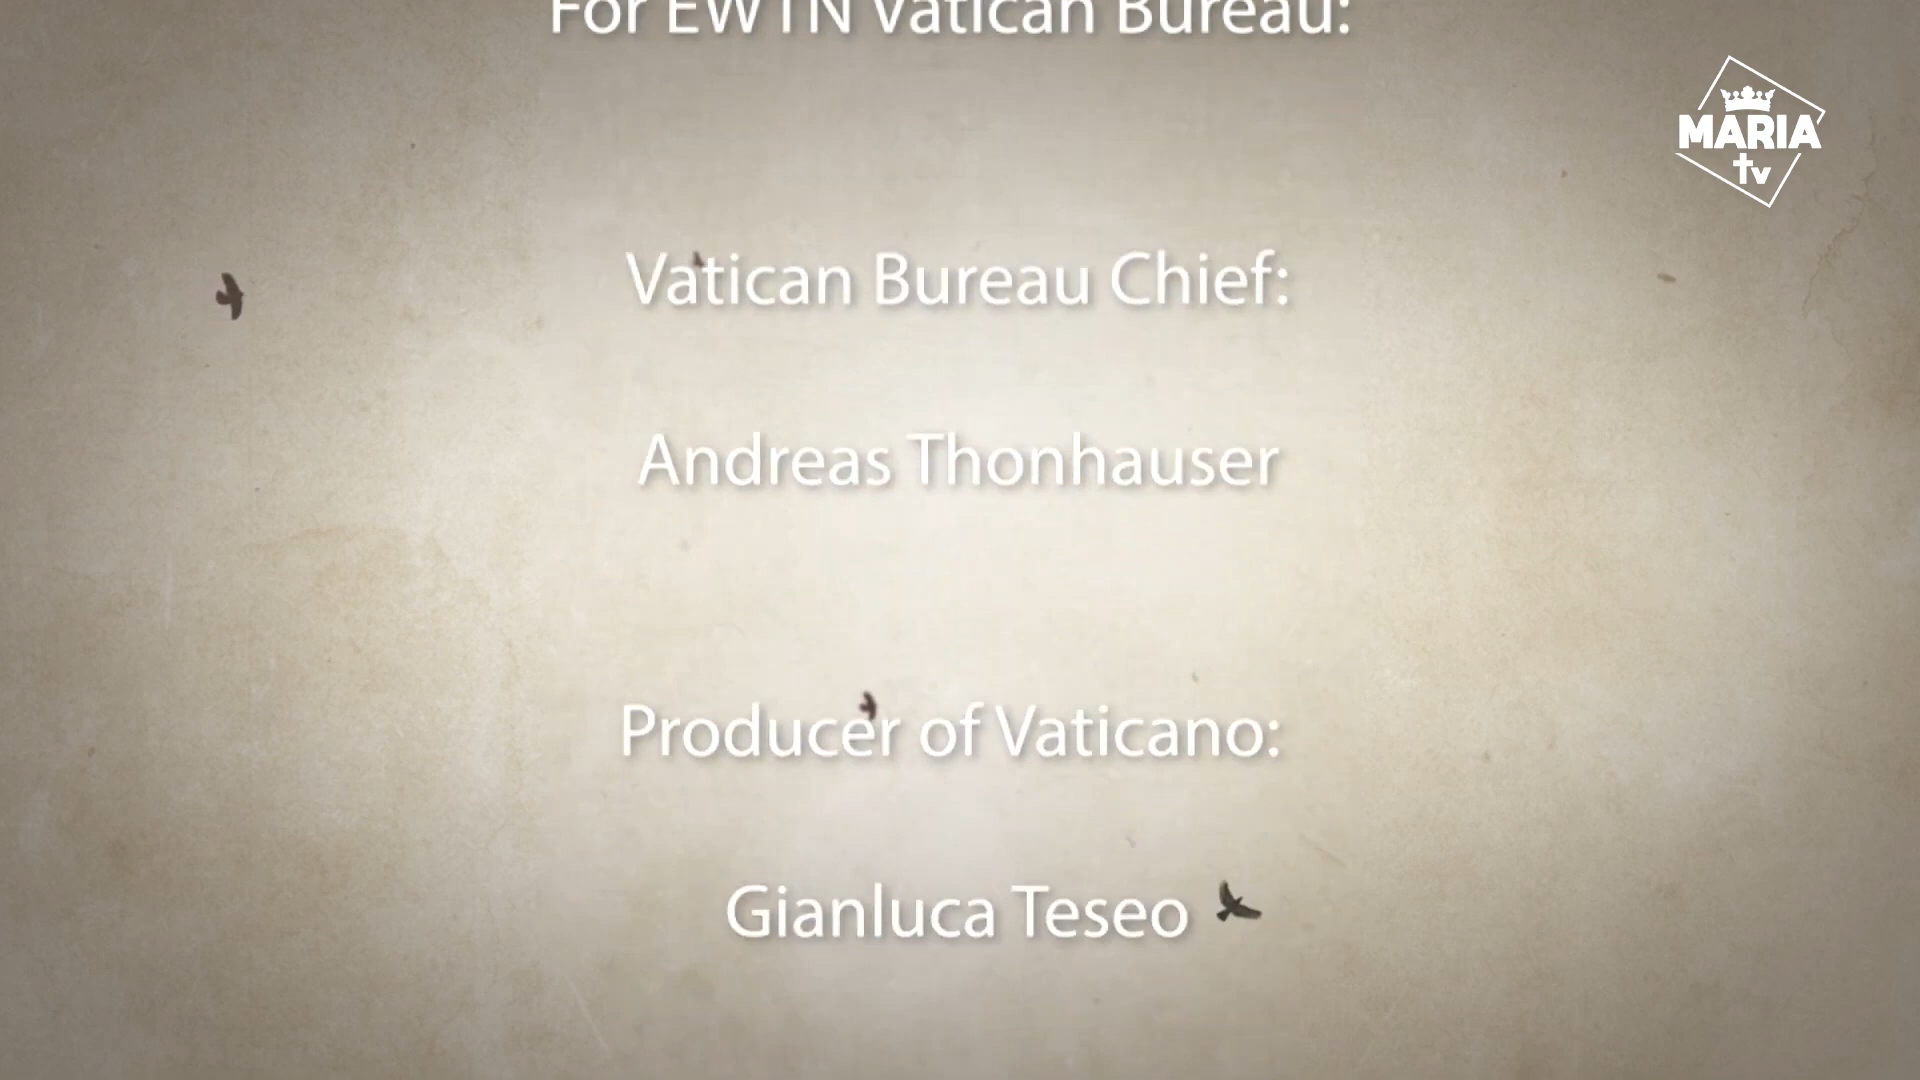 For EWTN Vatican Bureau:
MARIA
tv
Vatican Bureau Chief:
Andreas Thonhauser
Producer of Vaticano:
Gianluca Teseo